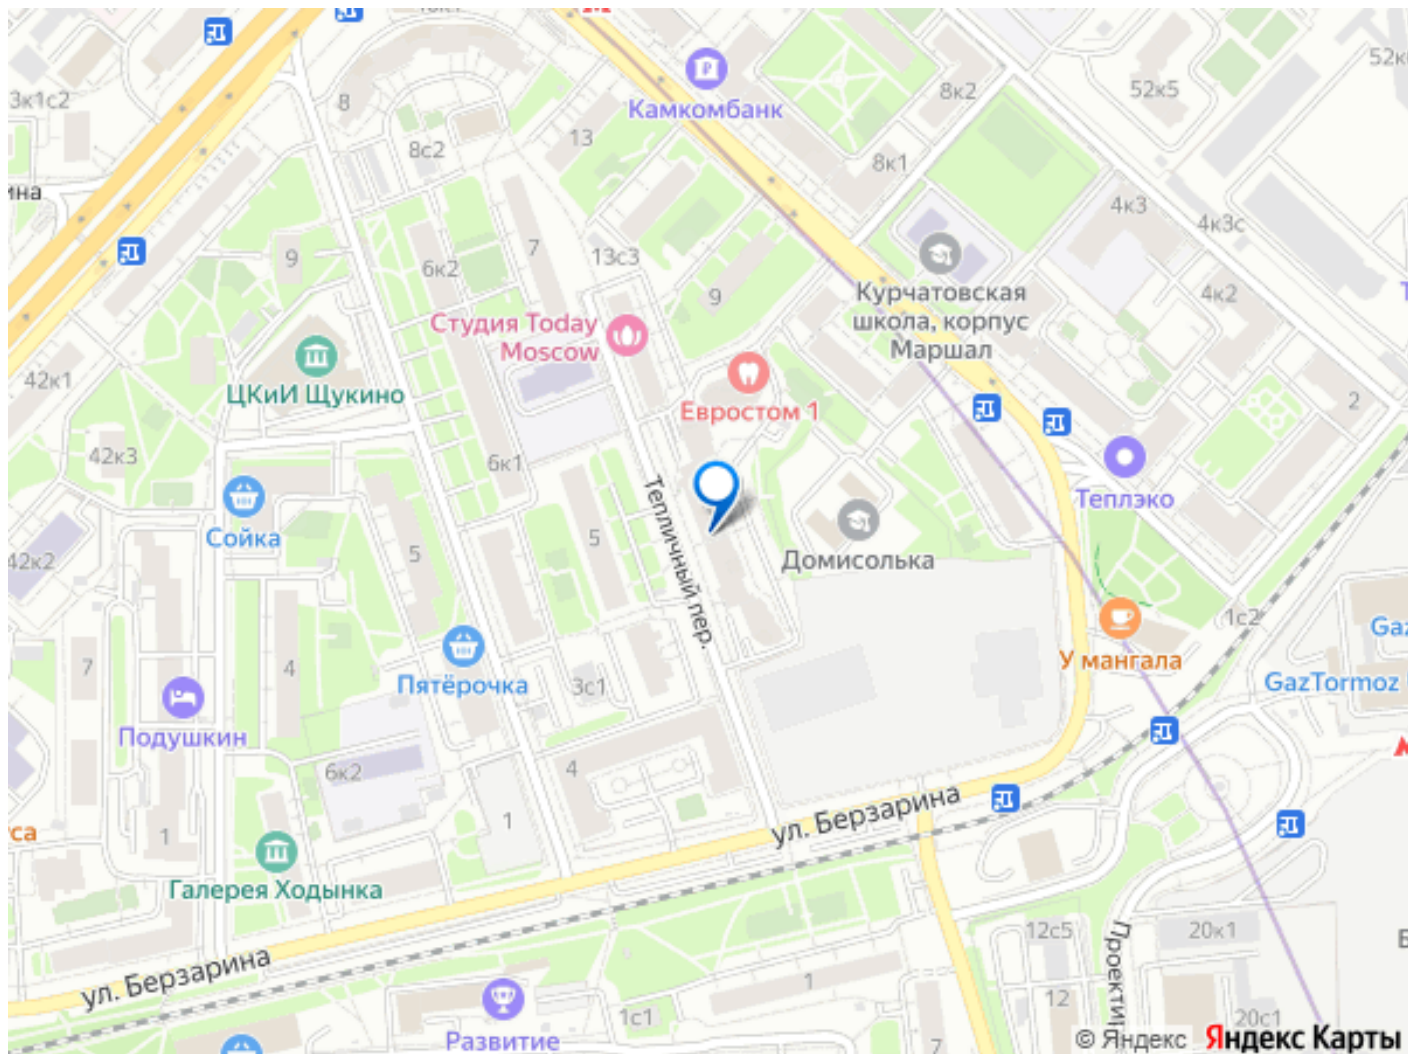 Камкомбанк
52к5
8к2
3к1с2
8
13
8с2
8к1
ина
4к3
4к3с
7
13с3
9
6к2
9
4к2
Курчатовская
школа, корпус
Маршал
Студия Today
Moscow
42к1
ЦКиИ Щукино
Евростом 1
2
42к3
6к1
Теплэко
Сойка
Тепличный пер.
5
5
Домисолька
42к2
1с2
У мангала
7
4
Пятёрочка
3с1
GazTormoz
Подушкин
6к2
4
1
са
1
ул. Берзарина
Галерея Ходынка
12с5
20к1
ул. Берзарина
1
12
1с1
20с1
Развитие
7
© Яндекс Яндекс Карты